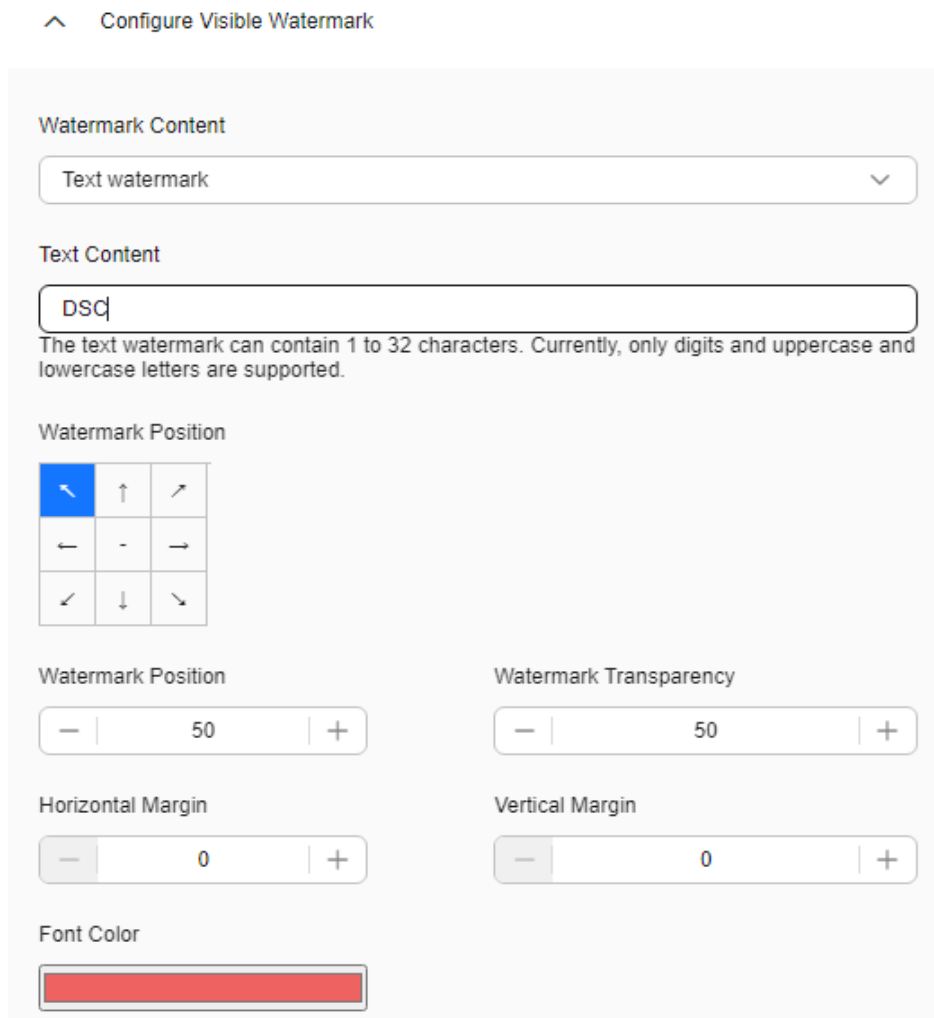 Configure Visible Watermark
Watermark Content
Text watermark
Text Content
DSC
The text watermark can contain 1 to 32 characters. Currently, only digits and uppercase and
lowercase letters are supported.
Watermark Position
↖ ↑ ↗
← - →
↙ ↓ ↘
Watermark Position Watermark Transparency
— 50 + — 50 +
Horizontal Margin Vertical Margin
— 0 + — 0 +
Font Color